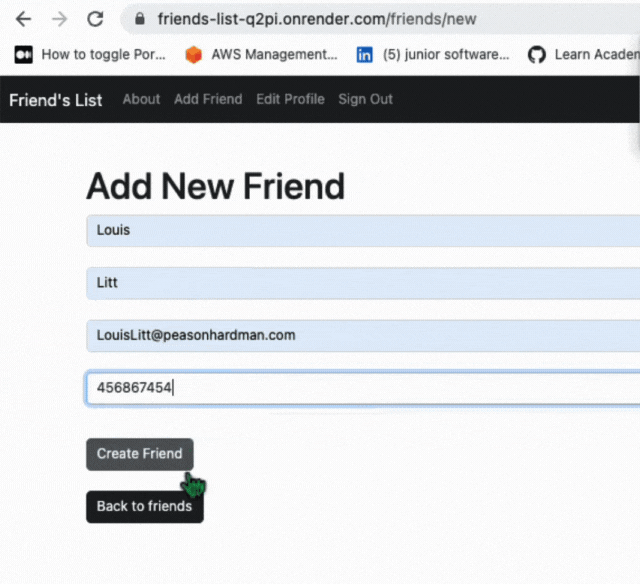 friends-list-q2pi.onrender.com/friends/new
How to toggle Por... AWS Management... in (5) junior software... Learn Academ
Friend's List About Add Friend Edit Profile Sign Out
Add New Friend
Louis
Litt
LouisLitt@peasonhardman.com
456867454
Create Friend
Back to friends